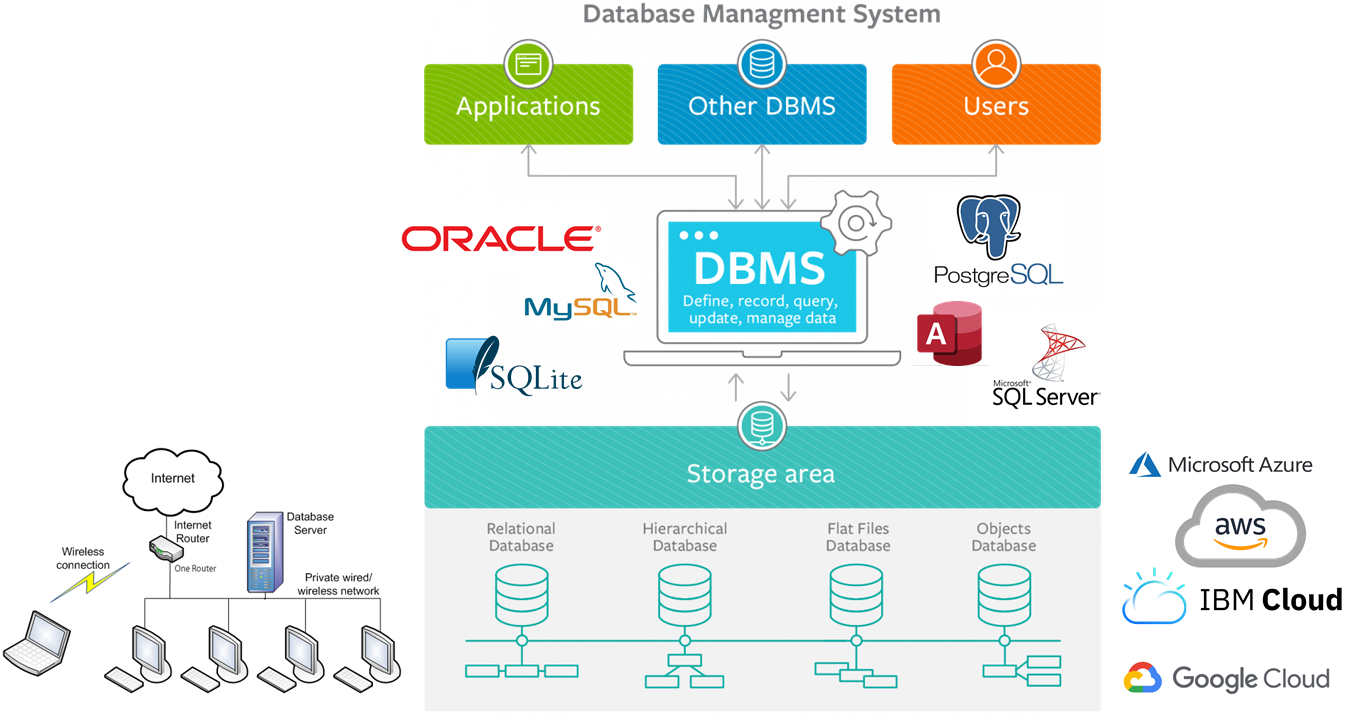 Database Managment System
Applications
Other DBMS
Users
ORACLE®
MySQL™
SQLite
DBMS
Define, record, query,
update, manage data
PostgreSQL
A
Microsoft®
SQL Server®
Storage area
Relational
Database
Hierarchical
Database
Flat Files
Database
Objects
Database
Internet
Internet
Router
One Router
Database
Server
Wireless
connection
Private wired/
wireless network
Microsoft Azure
aws
IBM Cloud
Google Cloud